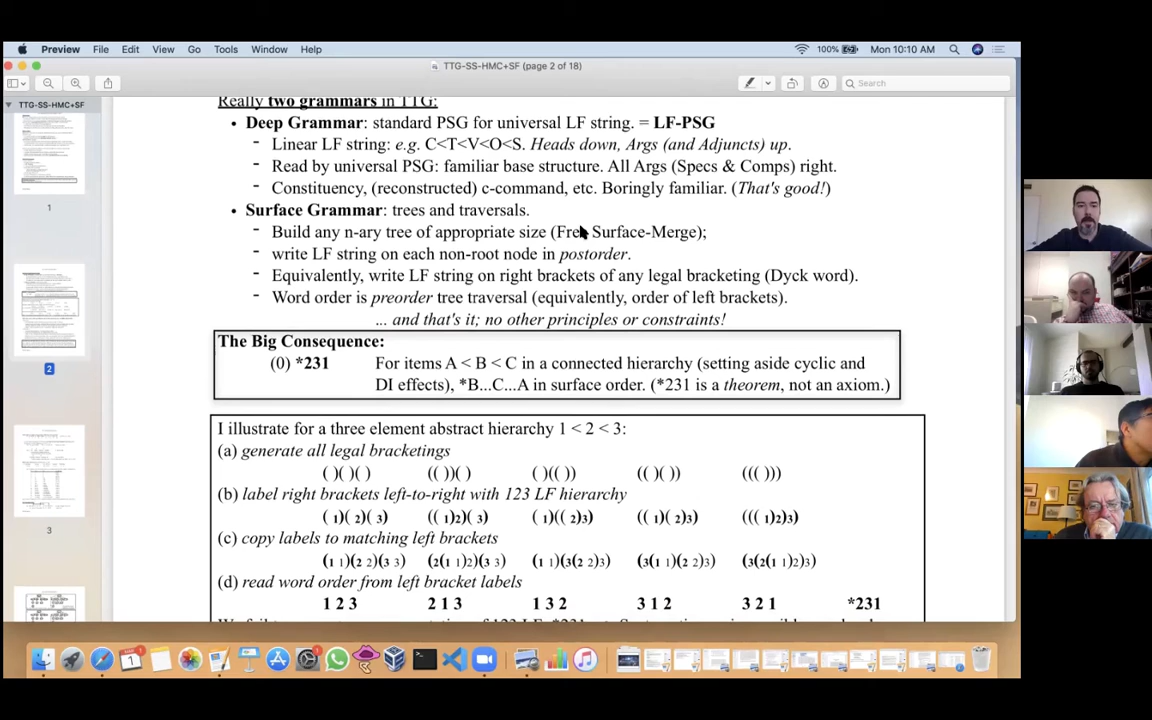 Preview File Edit View Go Tools Window Help
100% Mon 10:10 AM
TTG-SS-HMC+SF (page 2 of 18)
Search
TTG-SS-HMC+SF
1
2
3
Really two grammars in TTG:
• Deep Grammar: standard PSG for universal LF string. = LF-PSG
- Linear LF string: e.g. C<T<V<O<S. Heads down, Args (and Adjuncts) up.
- Read by universal PSG: familiar base structure. All Args (Specs & Comps) right.
- Constituency, (reconstructed) c-command, etc. Boringly familiar. (That's good!)
• Surface Grammar: trees and traversals.
- Build any n-ary tree of appropriate size (Free Surface-Merge);
- write LF string on each non-root node in postorder.
- Equivalently, write LF string on right brackets of any legal bracketing (Dyck word).
- Word order is preorder tree traversal (equivalently, order of left brackets).
... and that's it; no other principles or constraints!
The Big Consequence:
(0) *231 For items A < B < C in a connected hierarchy (setting aside cyclic and
DI effects), *B...C...A in surface order. (*231 is a theorem, not an axiom.)
I illustrate for a three element abstract hierarchy 1 < 2 < 3:
(a) generate all legal bracketings
( )( )( ) (( )( ) ( )(( )) (( )( )) ((( )))
(b) label right brackets left-to-right with 123 LF hierarchy
( 1)( 2)( 3) (( 1)2)( 3) ( 1)(( 2)3) (( 1)( 2)3) ((( 1)2)3)
(c) copy labels to matching left brackets
(1 1)(2 2)(3 3) (2(1 1)2)(3 3) (1 1)(3(2 2)3) (3(1 1)(2 2)3) (3(2(1 1)2)3)
(d) read word order from left bracket labels
1 2 3 2 1 3 1 3 2 3 1 2 3 2 1 *231